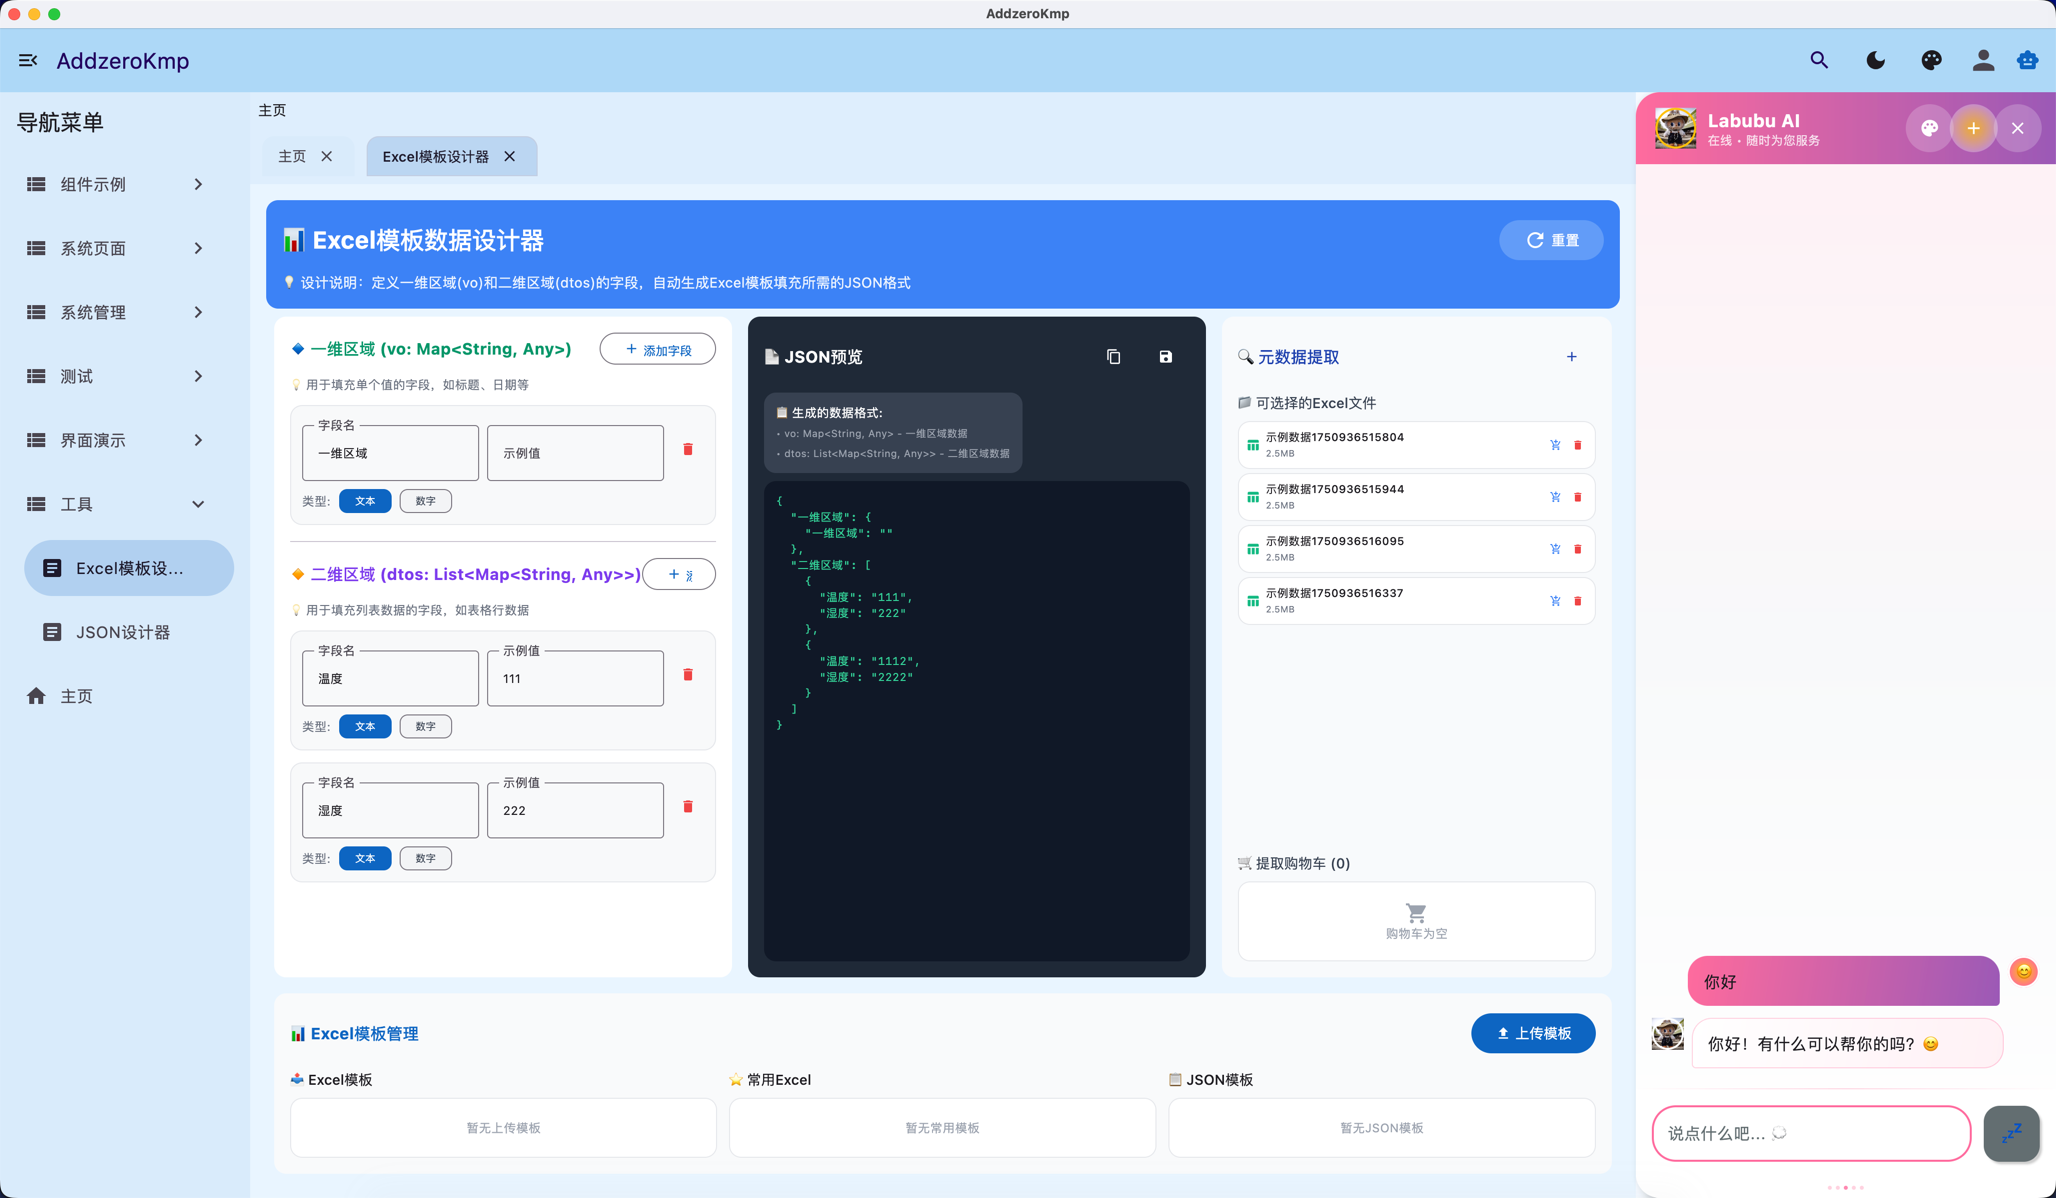 AddzeroKmp
AddzeroKmp
导航菜单
组件示例
系统页面
系统管理
测试
界面演示
工具
Excel模板设...
JSON设计器
主页
主页
主页
Excel模板设计器
Excel模板数据设计器
设计说明：定义一维区域(vo)和二维区域(dtos)的字段，自动生成Excel模板填充所需的JSON格式
重置
一维区域 (vo: Map<String, Any>)
+ 添加字段
用于填充单个值的字段，如标题、日期等
字段名
一维区域
示例值
类型:
文本
数字
二维区域 (dtos: List<Map<String, Any>>)
+
用于填充列表数据的字段，如表格行数据
字段名
温度
示例值
111
类型:
文本
数字
字段名
湿度
示例值
222
类型:
文本
数字
JSON预览
生成的数据格式:
• vo: Map<String, Any> - 一维区域数据
• dtos: List<Map<String, Any>> - 二维区域数据
{
"一维区域": {
"一维区域": ""
},
"二维区域": [
{
"温度": "111",
"湿度": "222"
},
{
"温度": "1112",
"湿度": "2222"
}
]
}
元数据提取
可选择的Excel文件
示例数据1750936515804
2.5MB
示例数据1750936515944
2.5MB
示例数据1750936516095
2.5MB
示例数据1750936516337
2.5MB
提取购物车 (0)
购物车为空
Excel模板管理
上传模板
Excel模板
暂无上传模板
常用Excel
暂无常用模板
JSON模板
暂无JSON模板
Labubu AI
在线 • 随时为您服务
你好
你好！有什么可以帮你的吗？😊
说点什么吧... 💭
zzZ